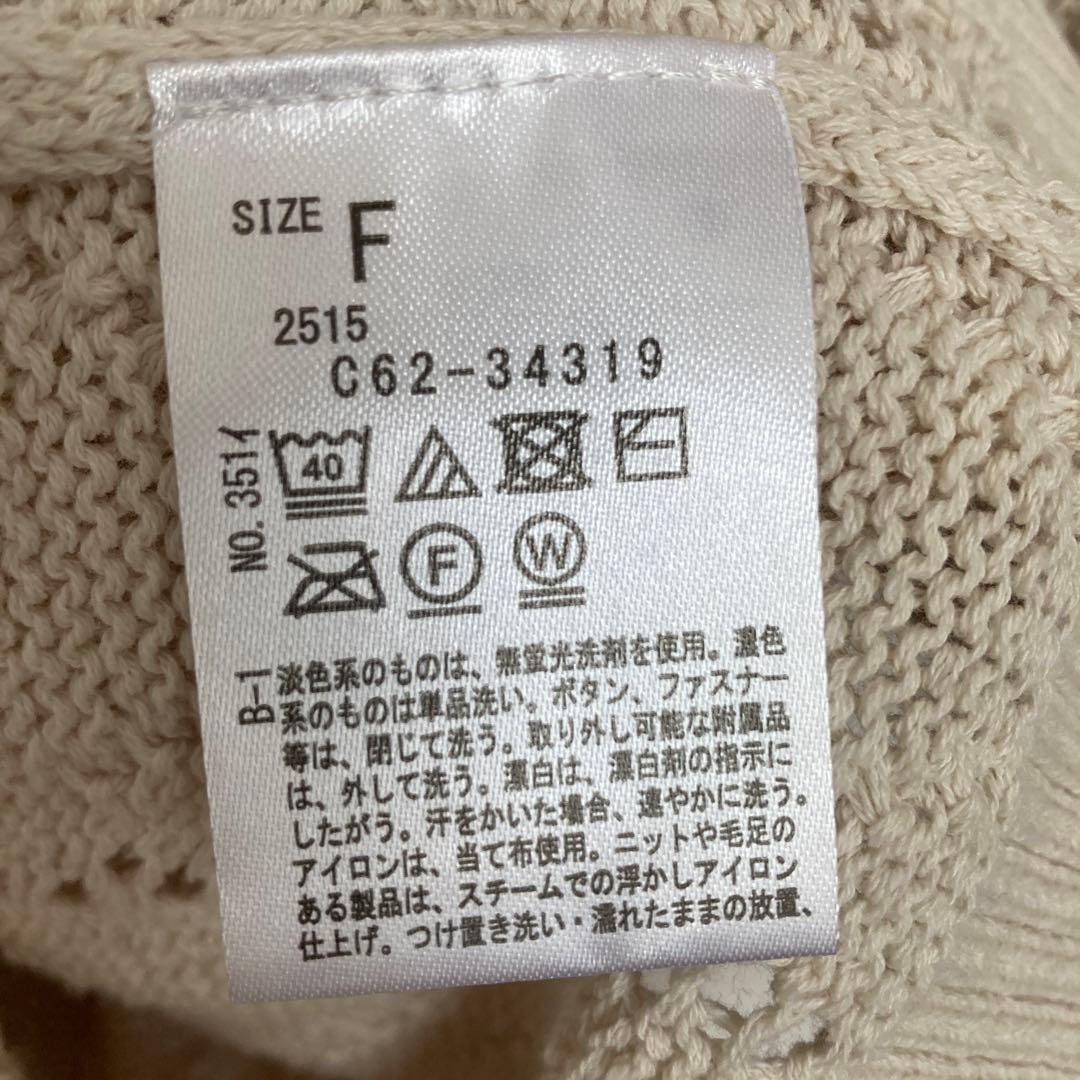 SIZE F
2515
C62-34319
NO.3511
40
F
W
B-1
淡色系のものは、無蛍光洗剤を使用。濃色
系のものは単品洗い。ボタン、ファスナー
等は、閉じて洗う。取り外し可能な附属品
は、外して洗う。漂白は、漂白剤の指示に
したがう。汗をかいた場合、速やかに洗う。
アイロンは、当て布使用。ニットや毛足の
ある製品は、スチームでの浮かしアイロン
仕上げ。つけ置き洗い・濡れたままの放置、